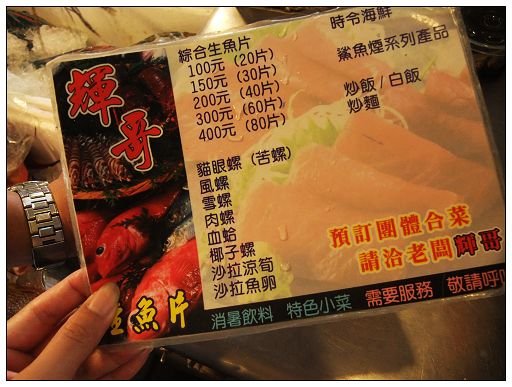 輝哥
綜合生魚片
100元 (20片)
150元 (30片)
200元 (40片)
300元 (60片)
400元 (80片)
貓眼螺 (苦螺)
風螺
雪螺
肉螺
血蛤
椰子螺
沙拉涼筍
沙拉魚卵
時令海鮮
鯊魚煙系列產品
炒飯 / 白飯
炒麵
預訂團體合菜
請洽老闆輝哥
生魚片
消暑飲料 特色小菜 需要服務 敬請呼